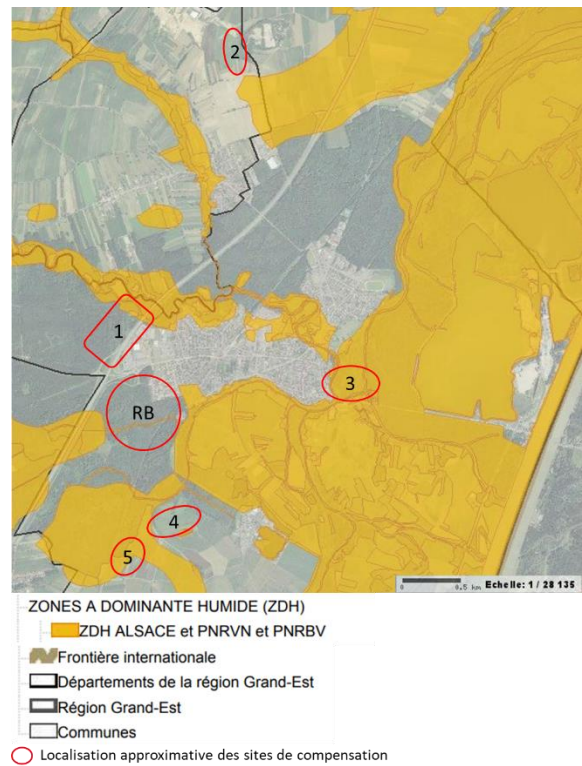 2
1
3
RB
4
5
0
0.5 km
Echelle: 1 / 28 135
ZONES A DOMINANTE HUMIDE (ZDH)
ZDH ALSACE et PNRVN et PNRBV
Frontière internationale
Départements de la région Grand-Est
Région Grand-Est
Communes
Localisation approximative des sites de compensation